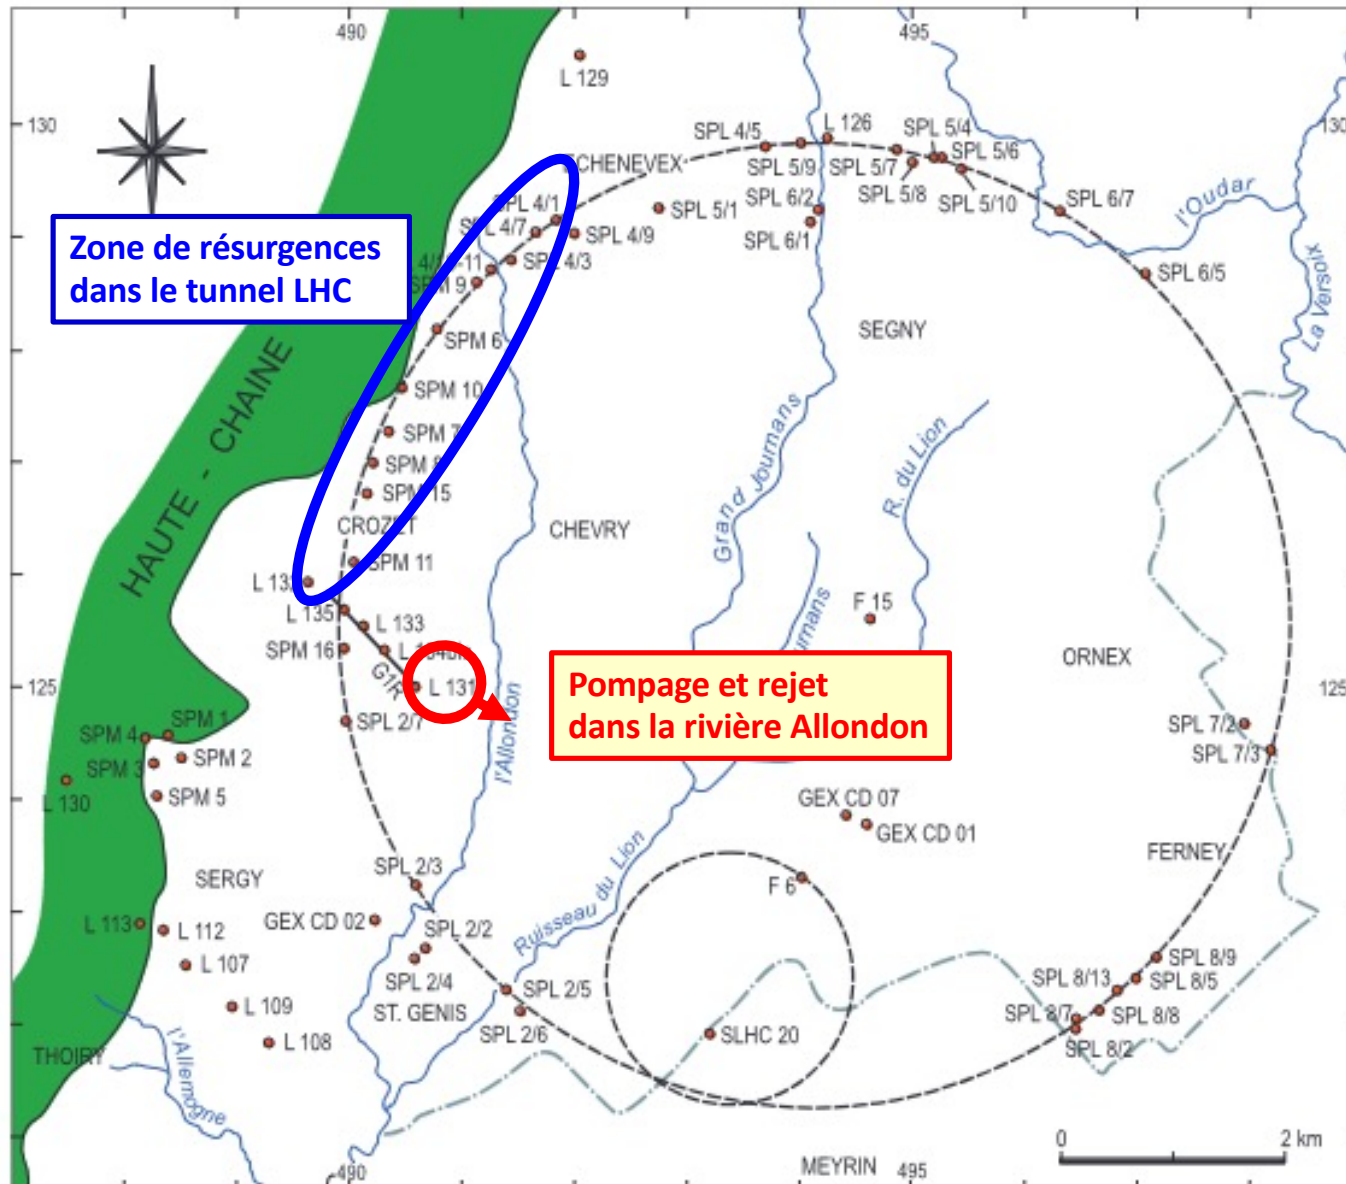 490
495
L 129
130
130
L 126
SPL 4/5
SPL 5/4
SPL 5/9
SPL 5/7
SPL 5/6
ECHENEVEX
SPL 5/8
SPL 5/10
SPL 4/1
SPL 5/1
SPL 6/2
SPL 6/7
l'Oudar
SPL 4/7
SPL 4/9
SPL 6/1
Zone de résurgences
dans le tunnel LHC
SPL 4/3
SPM 9
SPL 6/5
La Versoix
SPM 6
SEGNY
HAUTE - CHAINE
SPM 10
SPM 7
Grand Journans
R. du Lion
SPM 8
SPM 15
CROZET
CHEVRY
SPM 11
L 132
L 135
L 133
F 15
SPM 16
ORNEX
G1R
L 131
125
125
Pompage et rejet
dans la rivière Allondon
l'Allondon
SPM 1
SPM 4
SPL 2/7
SPL 7/2
SPM 2
SPM 3
SPL 7/3
L 130
SPM 5
GEX CD 07
GEX CD 01
FERNEY
SPL 2/3
SERGY
F 6
Ruisseau du Lion
L 113
L 112
GEX CD 02
SPL 2/2
L 107
SPL 2/4
SPL 8/9
SPL 8/13
SPL 8/5
SPL 2/5
L 109
ST. GENIS
SPL 8/7
SPL 8/8
SPL 2/6
SLHC 20
L 108
SPL 8/2
THOIRY
l'Allemogne
0
2 km
490
MEYRIN
495